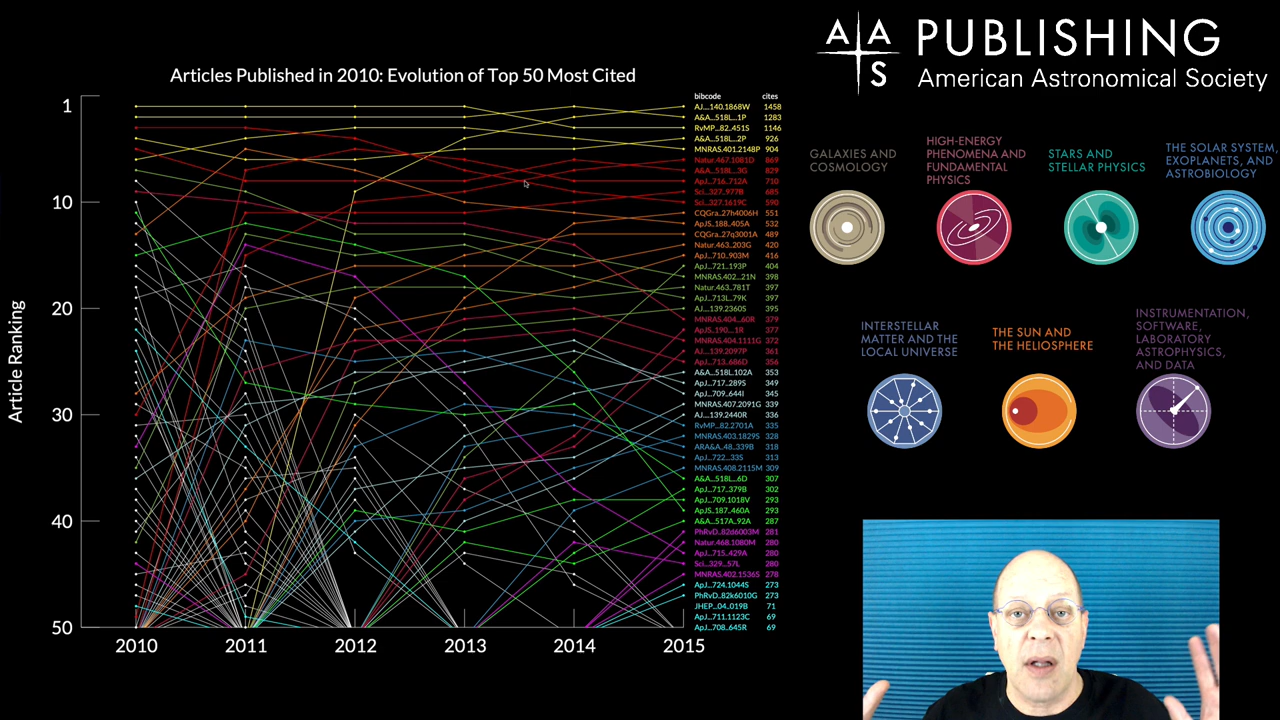 Articles Published in 2010: Evolution of Top 50 Most Cited
Article Ranking
1
10
20
30
40
50
2010 2011 2012 2013 2014 2015
bibcode cites
AJ....140.1868W 1458
A&A...518L...1P 1283
RvMP...82..451S 1146
A&A...518L...2P 926
MNRAS.401.2148P 904
Natur.467.1081D 869
A&A...518L...3G 829
ApJ...716..712A 710
Sci...327..977B 685
Sci...327.1619C 590
CQGra..27h4006H 551
ApJS..188..405A 532
CQGra..27q3001A 489
Natur.463..203G 420
ApJ...710..903M 416
ApJ...721..193P 404
MNRAS.402...21N 398
Natur.463..781T 397
ApJ...713L..79K 397
AJ....139.2360S 395
MNRAS.404...60R 379
ApJS..190....1R 377
MNRAS.404.1111G 372
AJ....139.2097P 361
ApJ...713..686D 356
A&A...518L.102A 353
ApJ...717..289S 349
ApJ...709..644I 345
MNRAS.407.2091G 339
AJ....139.2440R 336
RvMP...82.2701A 335
MNRAS.403.1829S 328
ARA&A..48..339B 318
ApJ...722...33S 313
MNRAS.408.2115M 309
A&A...518L...6D 307
ApJ...717..379B 302
ApJ...709.1018V 293
ApJS..187..460A 293
A&A...517A..92A 287
PhRvD..82d6003M 281
Natur.468.1080M 280
ApJ...715..429A 280
Sci...329...57L 280
MNRAS.402.1536S 278
ApJ...724.1044S 273
PhRvD..82k6010G 273
JHEP...04..019B 71
ApJ...711.1123C 69
ApJ...708..645R 69
AAS
PUBLISHING
American Astronomical Society
GALAXIES AND
COSMOLOGY
HIGH-ENERGY
PHENOMENA AND
FUNDAMENTAL
PHYSICS
STARS AND
STELLAR PHYSICS
THE SOLAR SYSTEM,
EXOPLANETS, AND
ASTROBIOLOGY
INTERSTELLAR
MATTER AND THE
LOCAL UNIVERSE
THE SUN AND
THE HELIOSPHERE
INSTRUMENTATION,
SOFTWARE,
LABORATORY
ASTROPHYSICS,
AND DATA